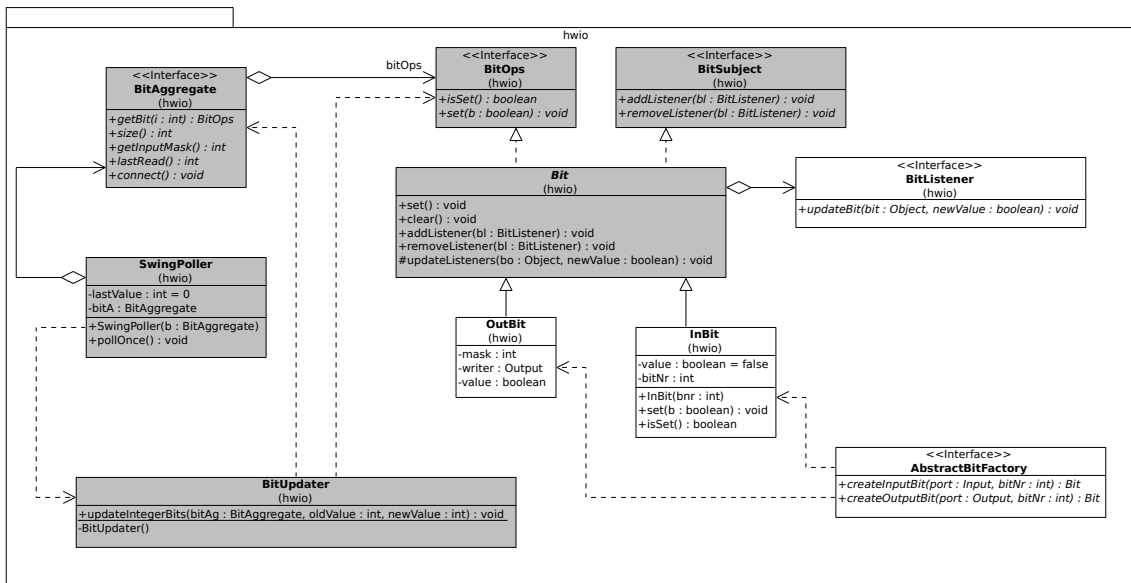 hwio
<<Interface>>
BitAggregate
(hwio)
+getBit(i : int) : BitOps
+size() : int
+getInputMask() : int
+lastRead() : int
+connect() : void
bitOps
<<Interface>>
BitOps
(hwio)
+isSet() : boolean
+set(b : boolean) : void
<<Interface>>
BitSubject
(hwio)
+addListener(bl : BitListener) : void
+removeListener(bl : BitListener) : void
Bit
(hwio)
+set() : void
+clear() : void
+addListener(bl : BitListener) : void
+removeListener(bl : BitListener) : void
#updateListeners(bo : Object, newValue : boolean) : void
<<Interface>>
BitListener
(hwio)
+updateBit(bit : Object, newValue : boolean) : void
SwingPoller
(hwio)
-lastValue : int = 0
-bitA : BitAggregate
+SwingPoller(b : BitAggregate)
+pollOnce() : void
OutBit
(hwio)
-mask : int
-writer : Output
-value : boolean
InBit
(hwio)
-value : boolean = false
-bitNr : int
+InBit(bnr : int)
+set(b : boolean) : void
+isSet() : boolean
<<Interface>>
AbstractBitFactory
(hwio)
+createInputBit(port : Input, bitNr : int) : Bit
+createOutputBit(port : Output, bitNr : int) : Bit
BitUpdater
(hwio)
+updateIntegerBits(bitAg : BitAggregate, oldValue : int, newValue : int) : void
-BitUpdater()